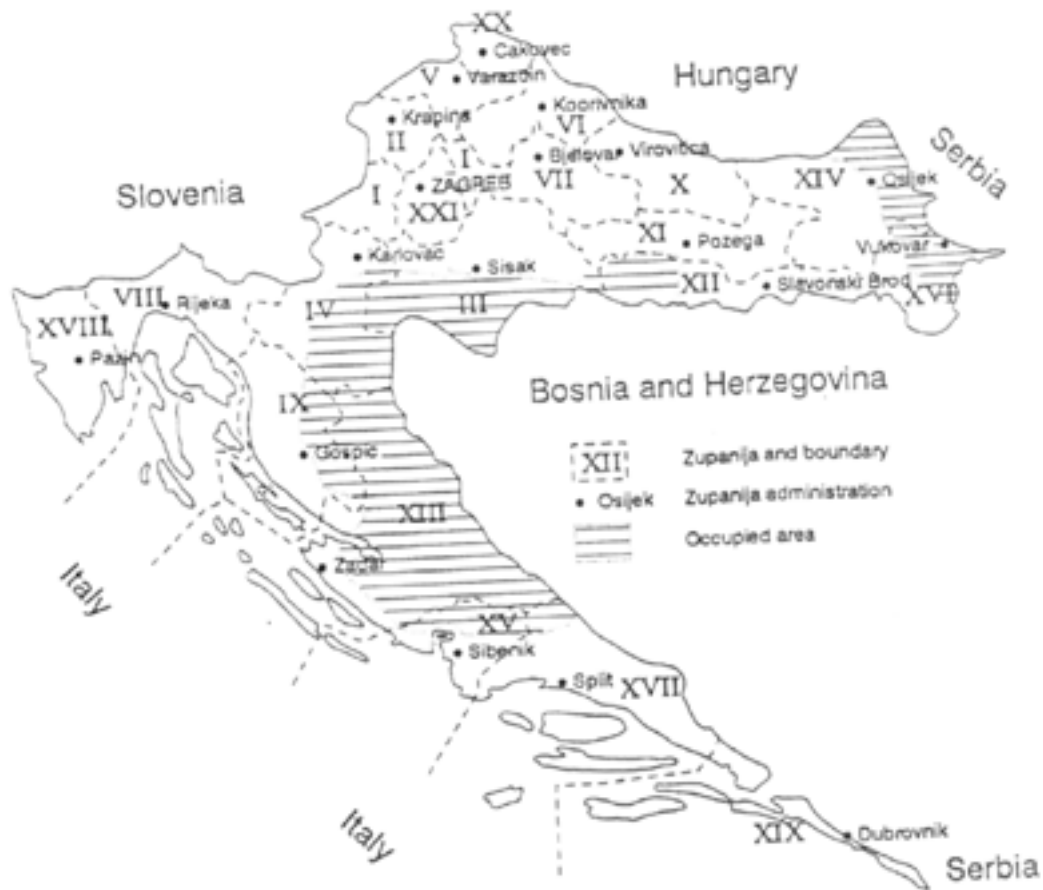 XX
Cakovec
V
Varazdin
Hungary
Krapina
Koorivnika
II
VI
I
Bjelovar
Virovitica
Serbia
Slovenia
I
ZAGREB
VII
X
XIV
Osijek
XXI
XI
Pozega
Vukovar
Karlovac
Sisak
XII
Slavonski Brod
XVI
VIII
Rijeka
IV
III
XVIII
Pazin
Bosnia and Herzegovina
IX
Gospic
XII
Zupanija and boundary
Osijek
Zupanija administration
XIII
Occupied area
Zadar
Italy
XV
Sibenik
Split
XVII
Italy
XIX
Dubrovnik
Serbia